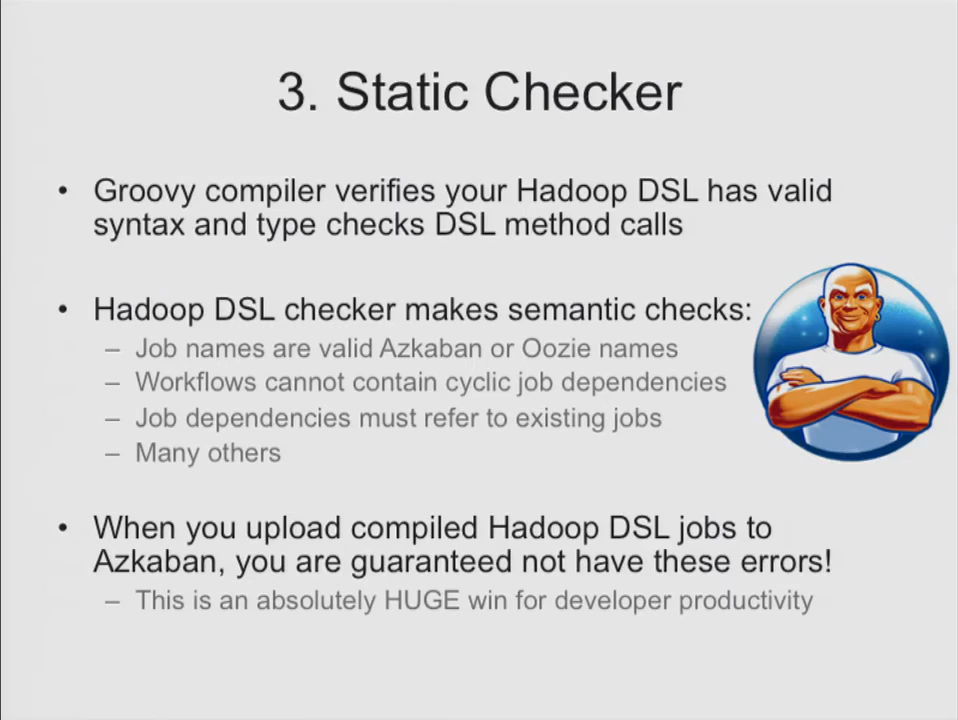 3. Static Checker
• Groovy compiler verifies your Hadoop DSL has valid
syntax and type checks DSL method calls
• Hadoop DSL checker makes semantic checks:
– Job names are valid Azkaban or Oozie names
– Workflows cannot contain cyclic job dependencies
– Job dependencies must refer to existing jobs
– Many others
• When you upload compiled Hadoop DSL jobs to
Azkaban, you are guaranteed not have these errors!
– This is an absolutely HUGE win for developer productivity